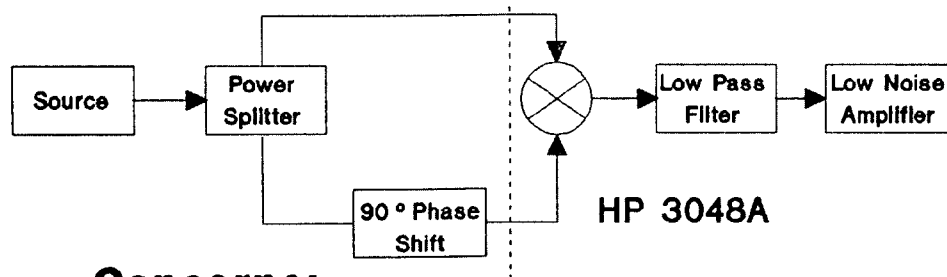 Source
Power
Splitter
90° Phase
Shift
Low Pass
Filter
Low Noise
Amplifier
HP 3048A